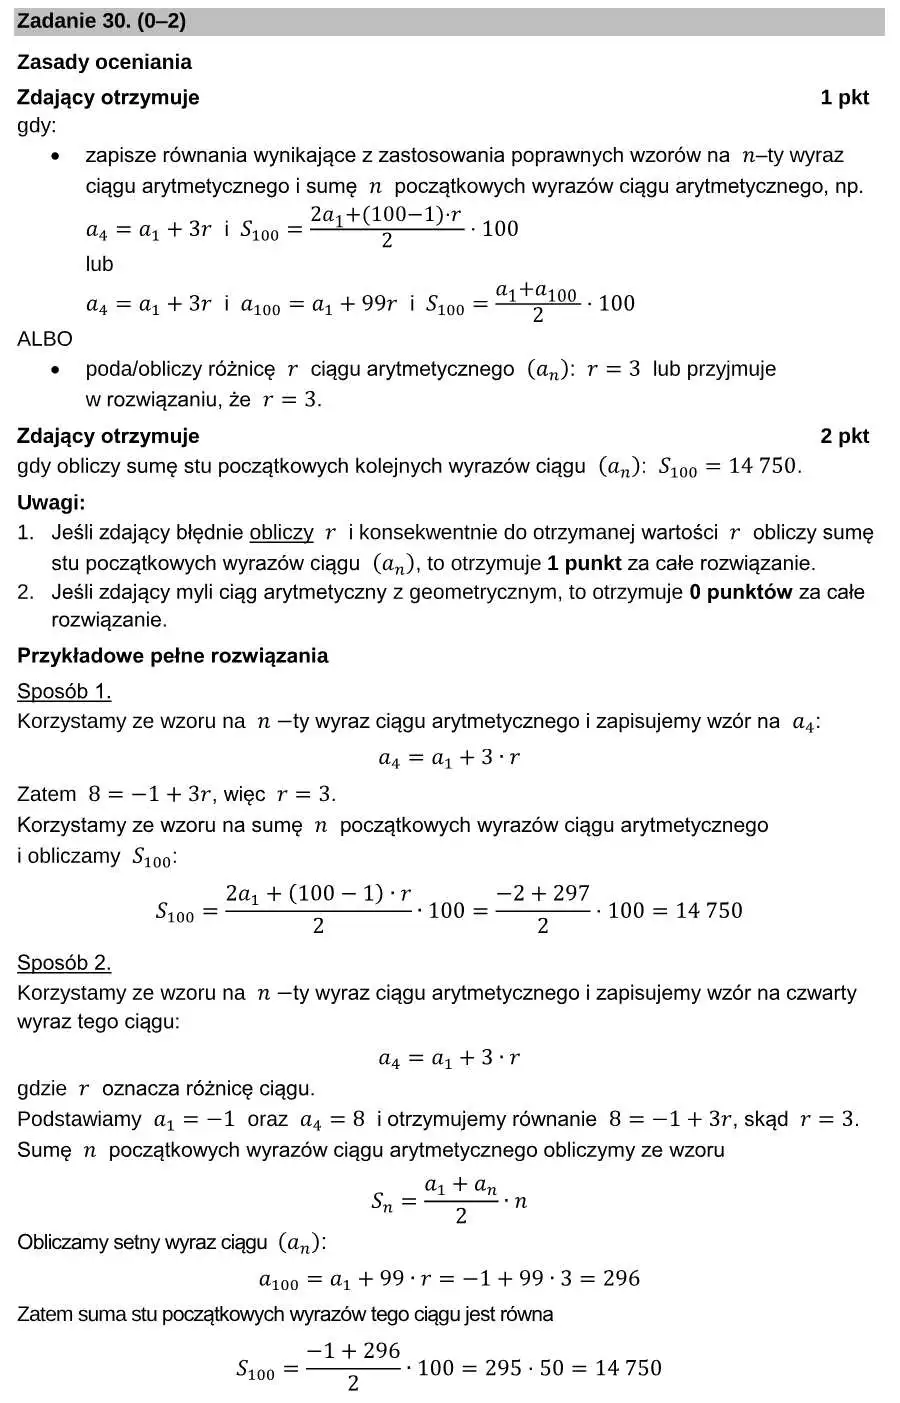 Zadanie 30. (0–2)
Zasady oceniania
Zdający otrzymuje 1 pkt
gdy:
• zapisze równania wynikające z zastosowania poprawnych wzorów na n–ty wyraz
ciągu arytmetycznego i sumę n początkowych wyrazów ciągu arytmetycznego, np.
a₄ = a₁ + 3r i S₁₀₀ = \frac{2a₁+(100−1)·r}{2} · 100
lub
a₄ = a₁ + 3r i a₁₀₀ = a₁ + 99r i S₁₀₀ = \frac{a₁+a₁₀₀}{2} · 100
ALBO
• poda/obliczy różnicę r ciągu arytmetycznego (aₙ): r = 3 lub przyjmuje
w rozwiązaniu, że r = 3.
Zdający otrzymuje 2 pkt
gdy obliczy sumę stu początkowych kolejnych wyrazów ciągu (aₙ): S₁₀₀ = 14 750.
Uwagi:
1. Jeśli zdający błędnie obliczy r i konsekwentnie do otrzymanej wartości r obliczy sumę
stu początkowych wyrazów ciągu (aₙ), to otrzymuje 1 punkt za całe rozwiązanie.
2. Jeśli zdający myli ciąg arytmetyczny z geometrycznym, to otrzymuje 0 punktów za całe
rozwiązanie.
Przykładowe pełne rozwiązania
Sposób 1.
Korzystamy ze wzoru na n −ty wyraz ciągu arytmetycznego i zapisujemy wzór na a₄:
a₄ = a₁ + 3 · r
Zatem 8 = −1 + 3r, więc r = 3.
Korzystamy ze wzoru na sumę n początkowych wyrazów ciągu arytmetycznego
i obliczamy S₁₀₀:
S₁₀₀ = \frac{2a₁ + (100 − 1) · r}{2} · 100 = \frac{−2 + 297}{2} · 100 = 14 750
Sposób 2.
Korzystamy ze wzoru na n −ty wyraz ciągu arytmetycznego i zapisujemy wzór na czwarty
wyraz tego ciągu:
a₄ = a₁ + 3 · r
gdzie r oznacza różnicę ciągu.
Podstawiamy a₁ = −1 oraz a₄ = 8 i otrzymujemy równanie 8 = −1 + 3r, skąd r = 3.
Sumę n początkowych wyrazów ciągu arytmetycznego obliczymy ze wzoru
Sₙ = \frac{a₁ + aₙ}{2} · n
Obliczamy setny wyraz ciągu (aₙ):
a₁₀₀ = a₁ + 99 · r = −1 + 99 · 3 = 296
Zatem suma stu początkowych wyrazów tego ciągu jest równa
S₁₀₀ = \frac{−1 + 296}{2} · 100 = 295 · 50 = 14 750